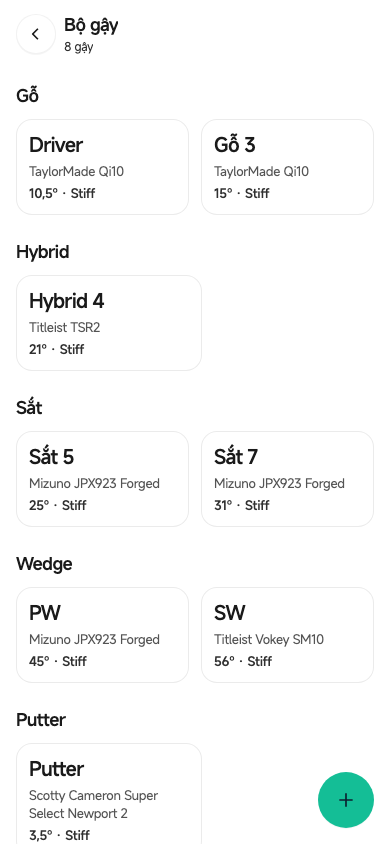 Bộ gậy
8 gậy
Gỗ
Driver
TaylorMade Qi10
10,5° · Stiff
Gỗ 3
TaylorMade Qi10
15° · Stiff
Hybrid
Hybrid 4
Titleist TSR2
21° · Stiff
Sắt
Sắt 5
Mizuno JPX923 Forged
25° · Stiff
Sắt 7
Mizuno JPX923 Forged
31° · Stiff
Wedge
PW
Mizuno JPX923 Forged
45° · Stiff
SW
Titleist Vokey SM10
56° · Stiff
Putter
Putter
Scotty Cameron Super
Select Newport 2
3,5° · Stiff